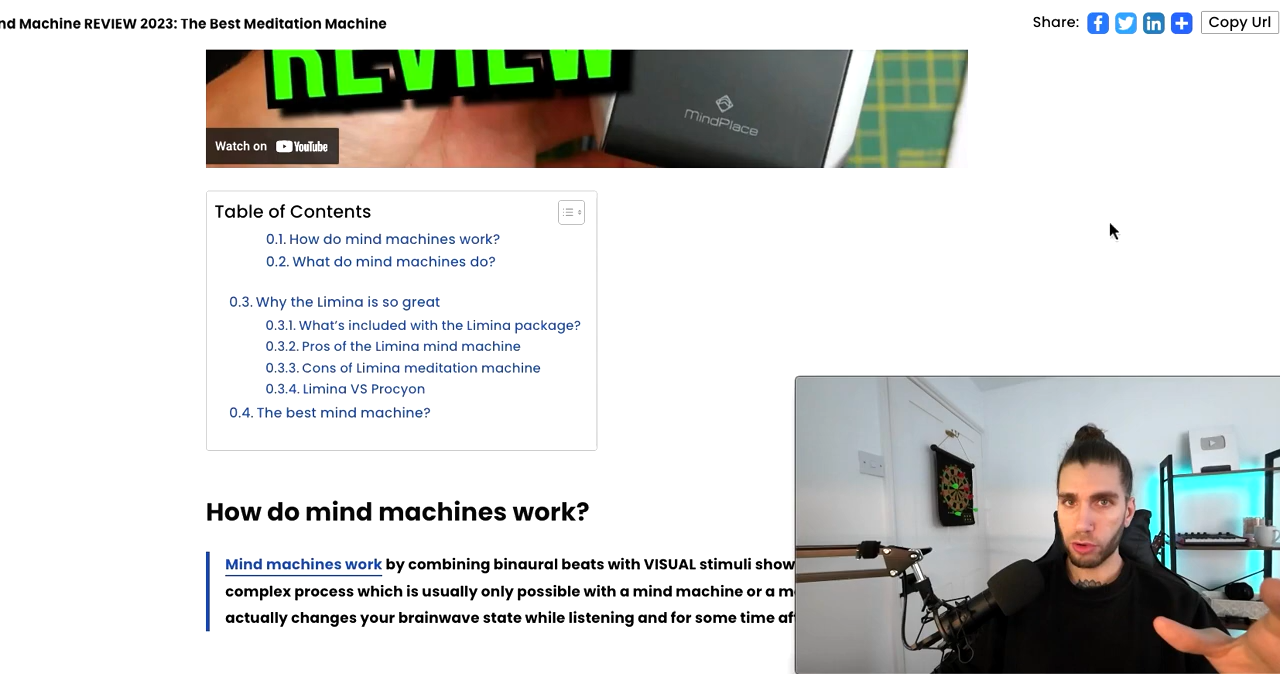 nd Machine REVIEW 2023: The Best Meditation Machine
Share:
Copy Url
REVIEW
MindPlace
Watch on YouTube
Table of Contents
0.1. How do mind machines work?
0.2. What do mind machines do?
0.3. Why the Limina is so great
0.3.1. What's included with the Limina package?
0.3.2. Pros of the Limina mind machine
0.3.3. Cons of Limina meditation machine
0.3.4. Limina VS Procyon
0.4. The best mind machine?
How do mind machines work?
Mind machines work by combining binaural beats with VISUAL stimuli show
complex process which is usually only possible with a mind machine or a m
actually changes your brainwave state while listening and for some time af